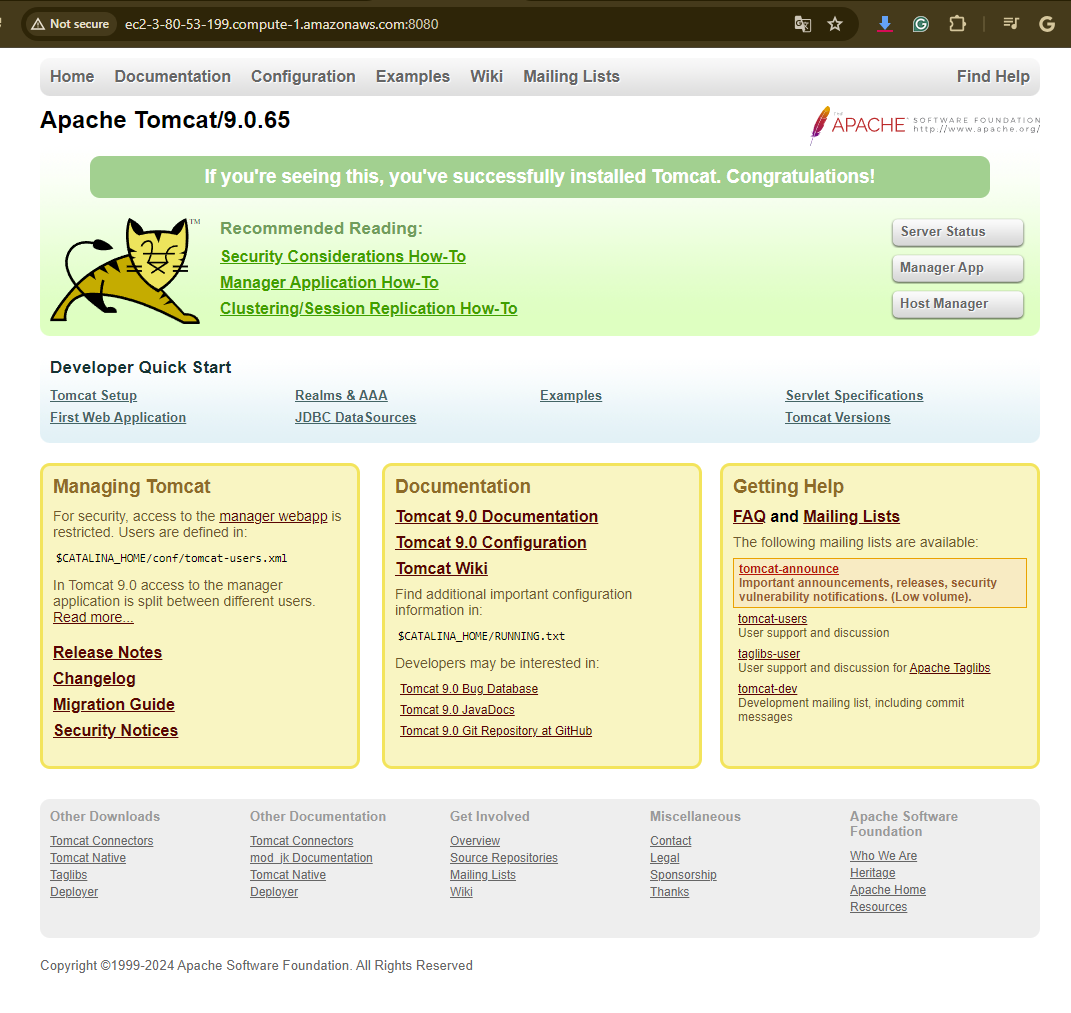 Not secure ec2-3-80-53-199.compute-1.amazonaws.com:8080
Home Documentation Configuration Examples Wiki Mailing Lists Find Help
Apache Tomcat/9.0.65
THE APACHE SOFTWARE FOUNDATION
http://www.apache.org/
If you're seeing this, you've successfully installed Tomcat. Congratulations!
TM
Recommended Reading:
Security Considerations How-To
Manager Application How-To
Clustering/Session Replication How-To
Server Status
Manager App
Host Manager
Developer Quick Start
Tomcat Setup
First Web Application
Realms & AAA
JDBC DataSources
Examples
Servlet Specifications
Tomcat Versions
Managing Tomcat
For security, access to the manager webapp is
restricted. Users are defined in:
$CATALINA_HOME/conf/tomcat-users.xml
In Tomcat 9.0 access to the manager
application is split between different users.
Read more...
Release Notes
Changelog
Migration Guide
Security Notices
Documentation
Tomcat 9.0 Documentation
Tomcat 9.0 Configuration
Tomcat Wiki
Find additional important configuration
information in:
$CATALINA_HOME/RUNNING.txt
Developers may be interested in:
Tomcat 9.0 Bug Database
Tomcat 9.0 JavaDocs
Tomcat 9.0 Git Repository at GitHub
Getting Help
FAQ and Mailing Lists
The following mailing lists are available:
tomcat-announce
Important announcements, releases, security
vulnerability notifications. (Low volume).
tomcat-users
User support and discussion
taglibs-user
User support and discussion for Apache Taglibs
tomcat-dev
Development mailing list, including commit
messages
Other Downloads
Tomcat Connectors
Tomcat Native
Taglibs
Deployer
Other Documentation
Tomcat Connectors
mod_jk Documentation
Tomcat Native
Deployer
Get Involved
Overview
Source Repositories
Mailing Lists
Wiki
Miscellaneous
Contact
Legal
Sponsorship
Thanks
Apache Software
Foundation
Who We Are
Heritage
Apache Home
Resources
Copyright ©1999-2024 Apache Software Foundation. All Rights Reserved